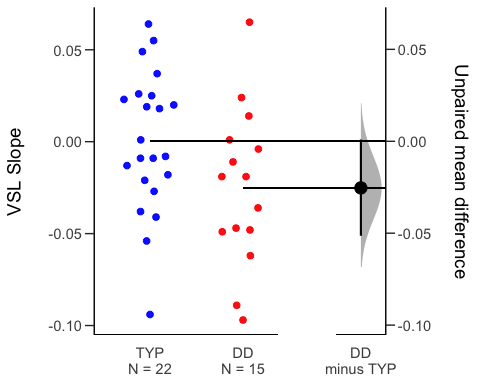 VSL Slope
0.05
0.00
-0.05
-0.10
0.05
0.00
-0.05
-0.10
Unpaired mean difference
TYP
N = 22
DD
N = 15
DD
minus TYP